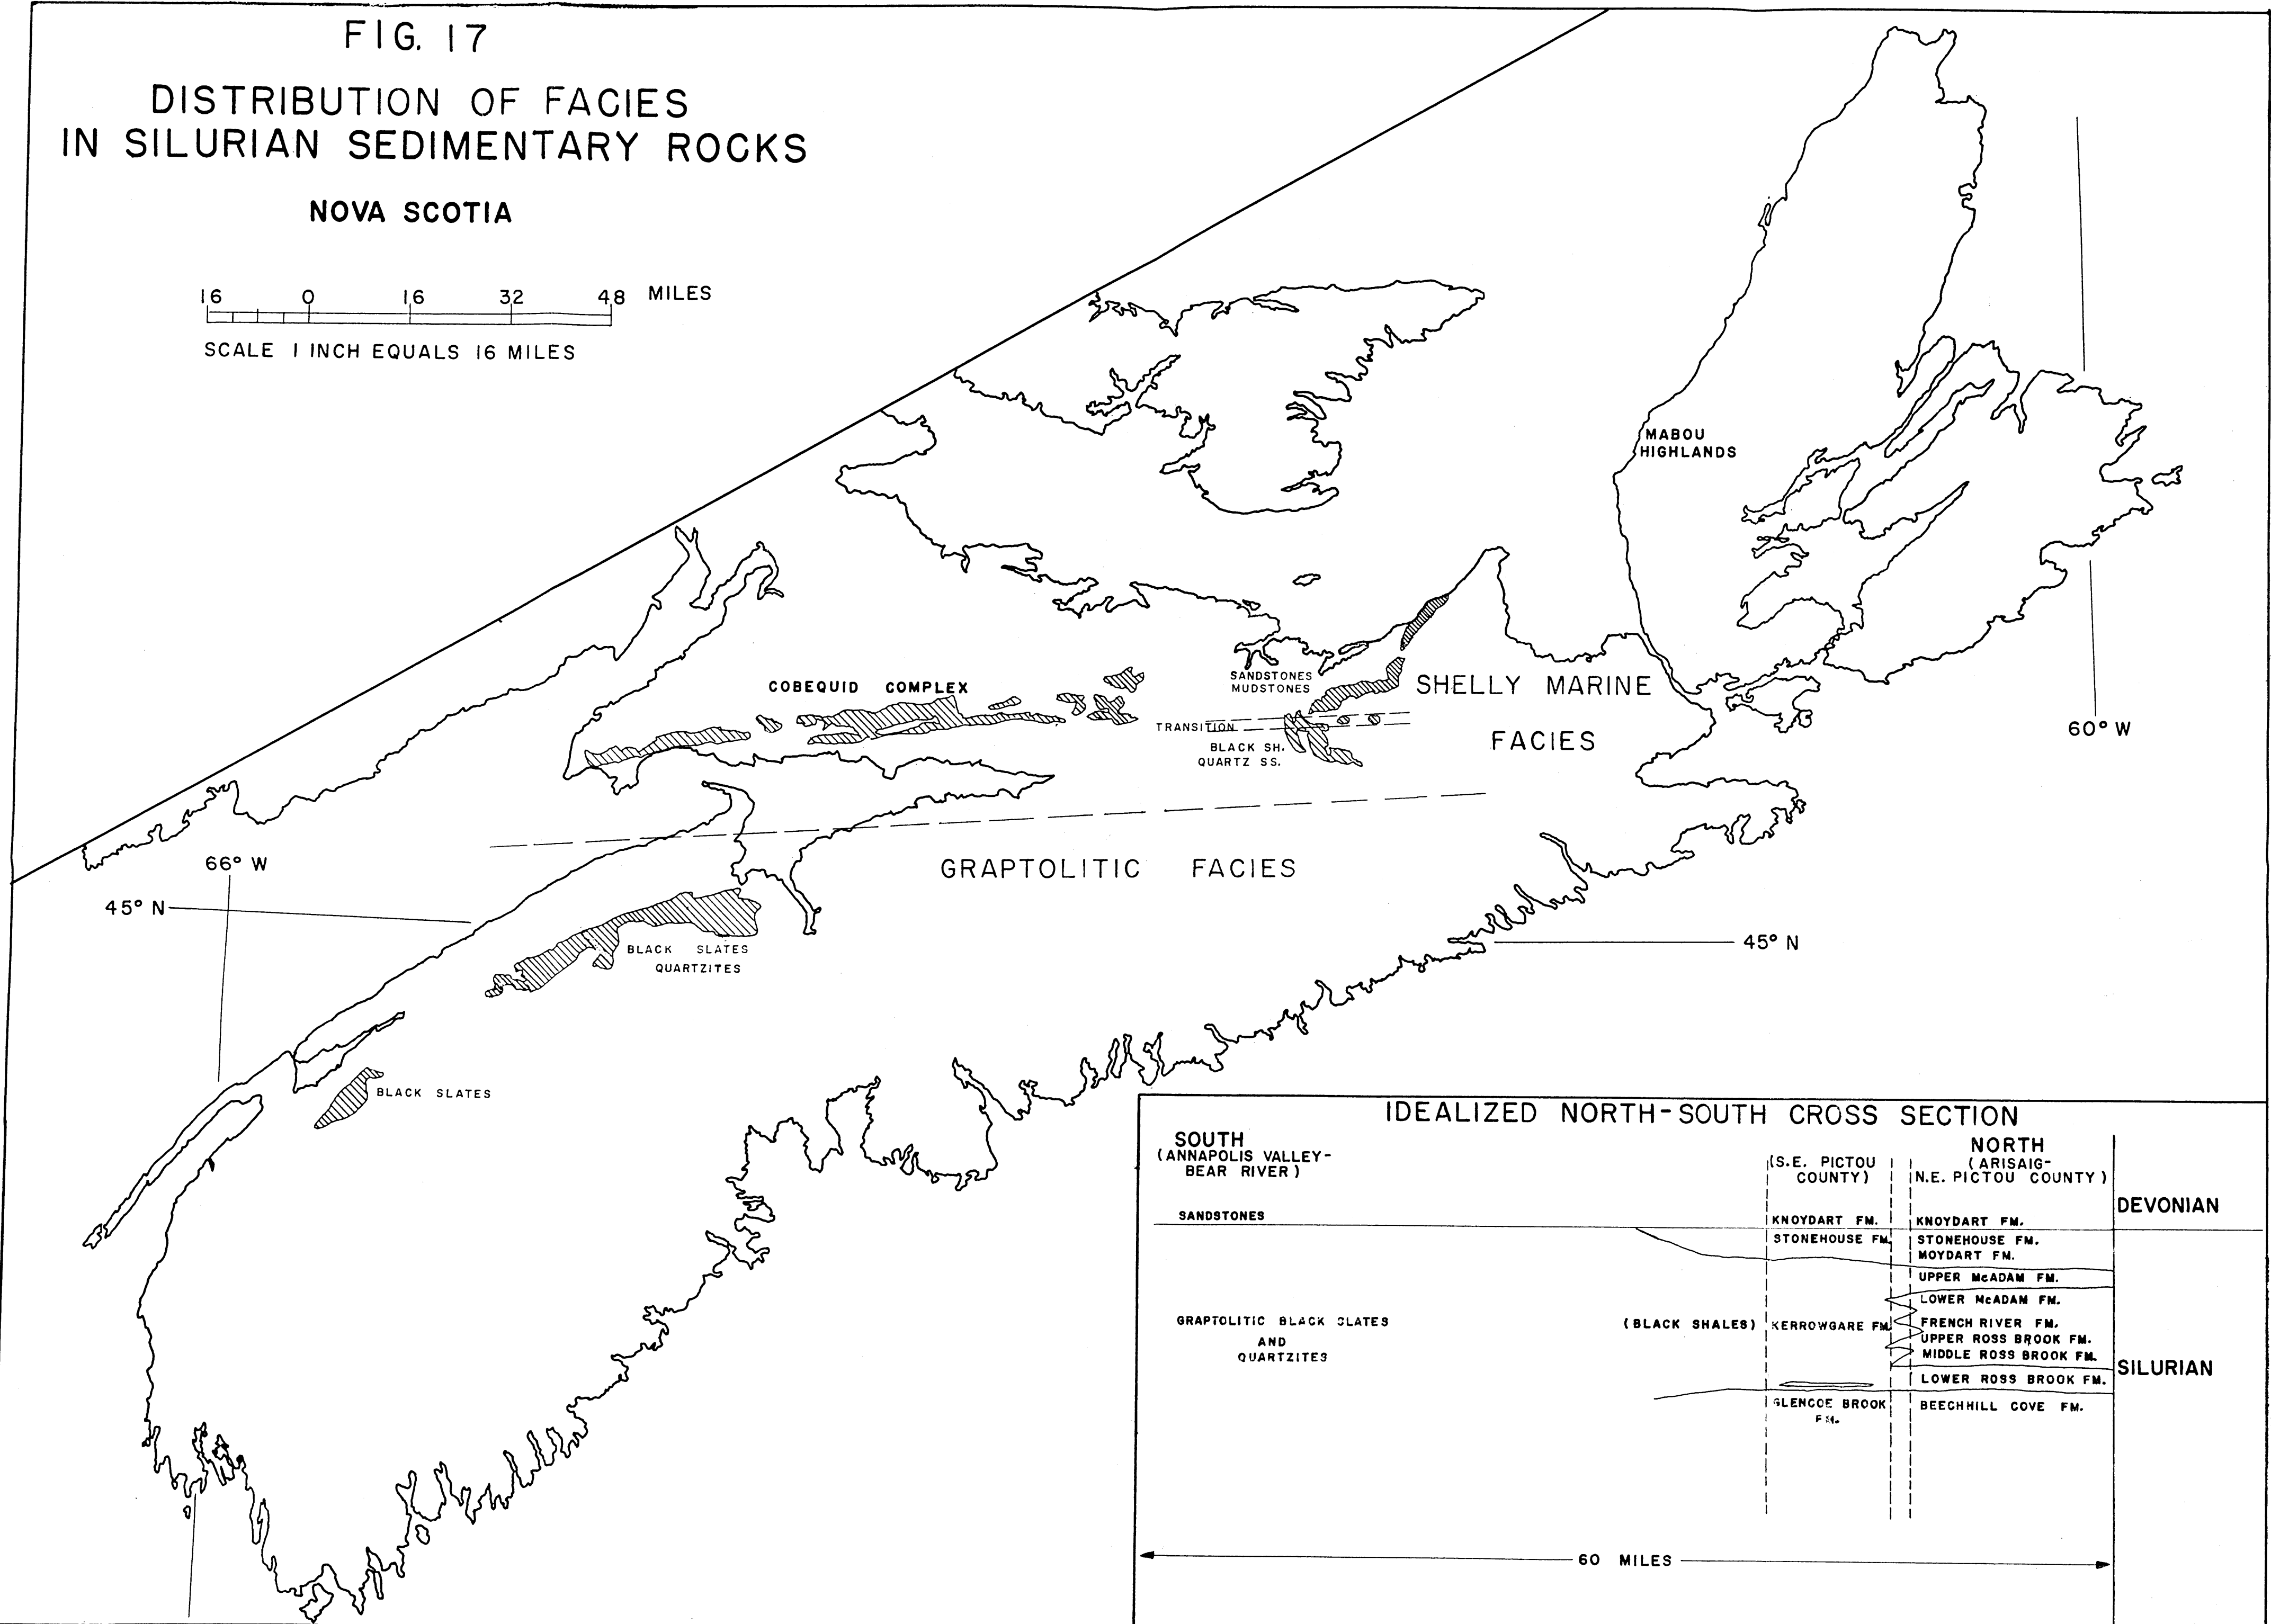 FIG. 17
DISTRIBUTION OF FACIES
IN SILURIAN SEDIMENTARY ROCKS
NOVA SCOTIA
16 0 16 32 48 MILES
SCALE 1 INCH EQUALS 16 MILES
MABOU
HIGHLANDS
COBEQUID COMPLEX
SANDSTONES
MUDSTONES
SHELLY MARINE
FACIES
TRANSITION
BLACK SH.
QUARTZ SS.
60° W
66° W
45° N
GRAPTOLITIC FACIES
45° N
BLACK SLATES
QUARTZITES
BLACK SLATES
IDEALIZED NORTH-SOUTH CROSS SECTION
SOUTH
(ANNAPOLIS VALLEY-
BEAR RIVER)
(S.E. PICTOU
COUNTY)
NORTH
(ARISAIG-
N.E. PICTOU COUNTY)
DEVONIAN
SANDSTONES
KNOYDART FM.
KNOYDART FM.
STONEHOUSE FM.
STONEHOUSE FM.
MOYDART FM.
UPPER McADAM FM.
LOWER McADAM FM.
GRAPTOLITIC BLACK SLATES
AND
QUARTZITES
(BLACK SHALES)
KERROWGARE FM.
FRENCH RIVER FM.
UPPER ROSS BROOK FM.
MIDDLE ROSS BROOK FM.
SILURIAN
LOWER ROSS BROOK FM.
GLENCOE BROOK
FM.
BEECHHILL COVE FM.
60 MILES